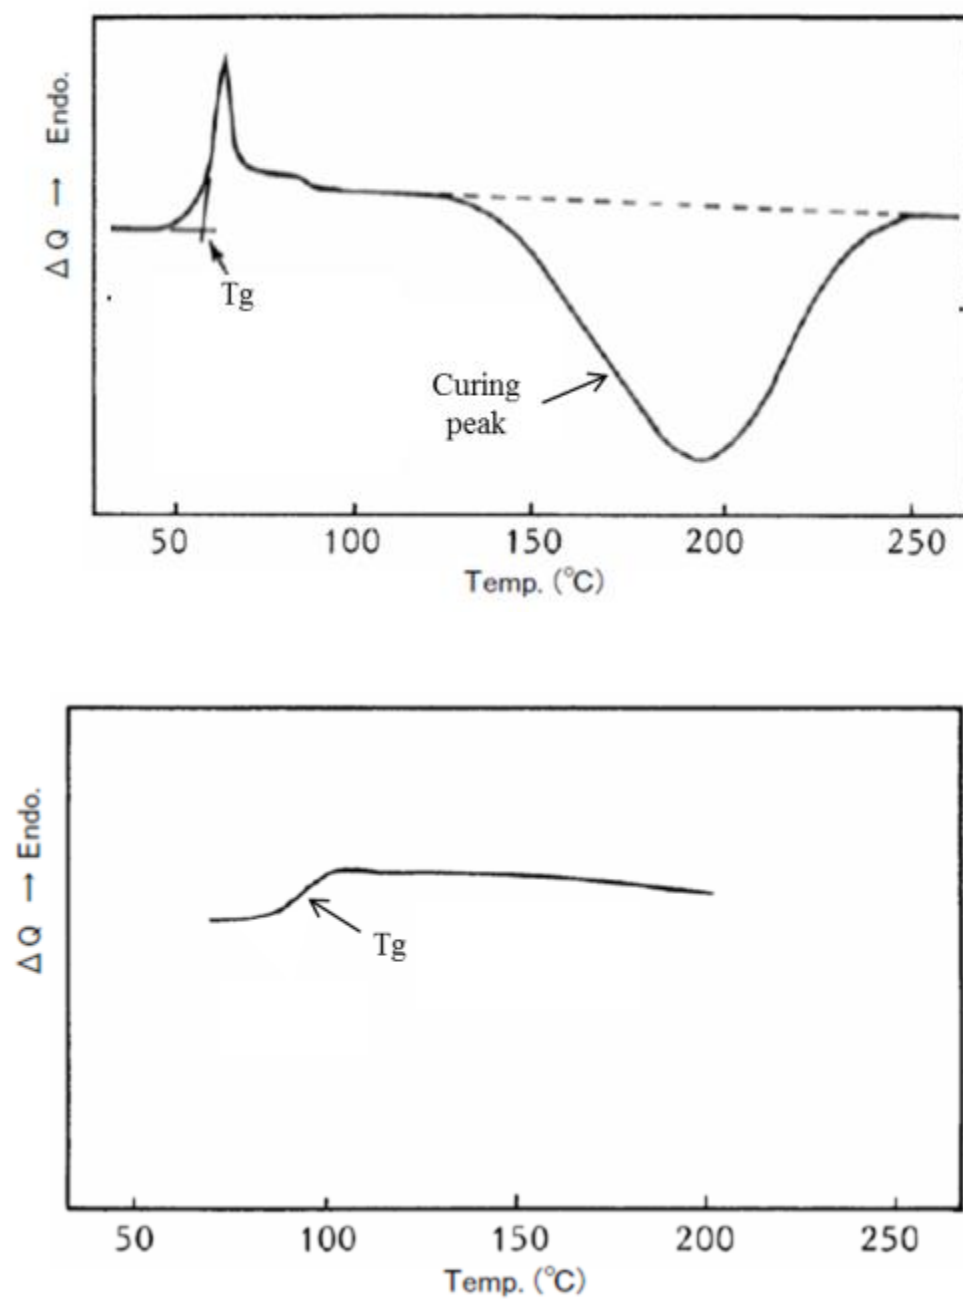 ΔQ → Endo.
Tg
Curing
peak
50 100 150 200 250
Temp. (℃)
ΔQ → Endo.
Tg
50 100 150 200 250
Temp. (℃)